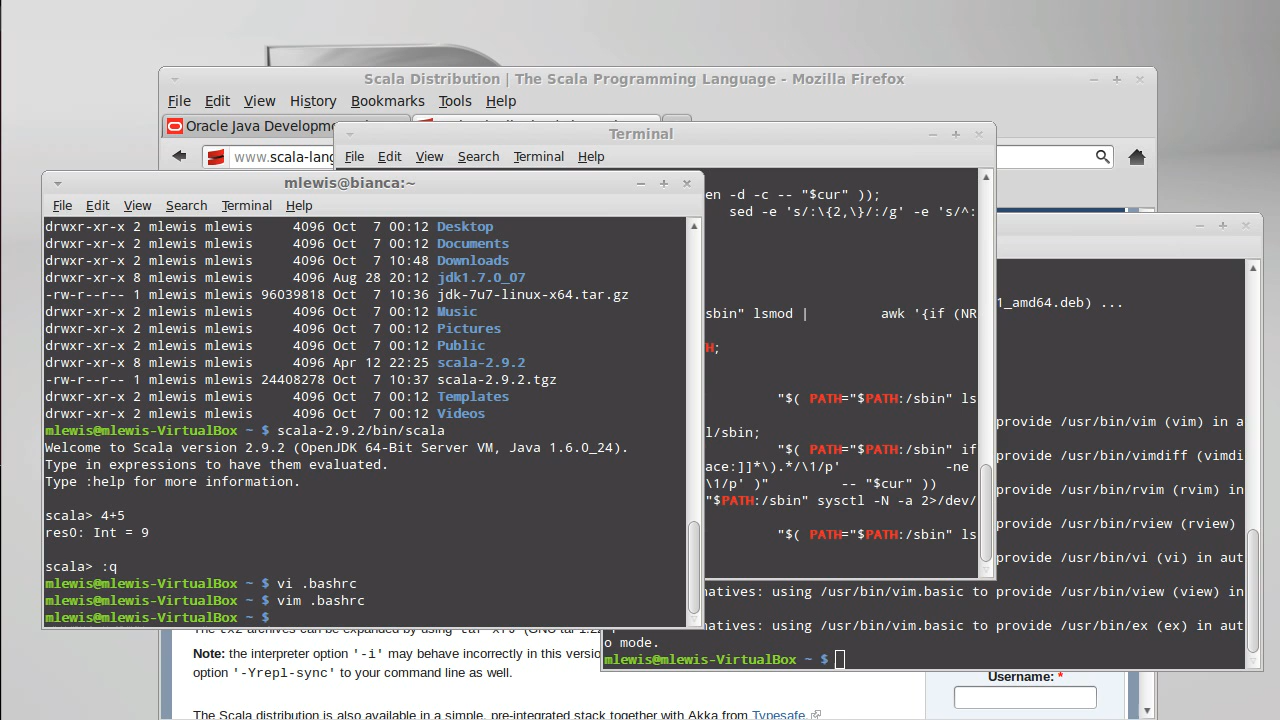 Scala Distribution | The Scala Programming Language - Mozilla Firefox
File Edit View History Bookmarks Tools Help
Oracle Java Developme
www.scala-lang
Terminal
File Edit View Search Terminal Help
en -d -c -- "$cur" ));
sed -e 's/:\{2,\}/:/g' -e 's/^:
sbin" lsmod | awk '{if (NR
H;
"$( PATH="$PATH:/sbin" ls
l/sbin;
"$( PATH="$PATH:/sbin" if
ace:]]*\).*/\1/p' -ne
\1/p' )" -- "$cur" ))
"$PATH:/sbin" sysctl -N -a 2>/dev/
"$( PATH="$PATH:/sbin" ls
mlewis@bianca:~
File Edit View Search Terminal Help
drwxr-xr-x 2 mlewis mlewis 4096 Oct 7 00:12 Desktop
drwxr-xr-x 2 mlewis mlewis 4096 Oct 7 00:12 Documents
drwxr-xr-x 2 mlewis mlewis 4096 Oct 7 10:48 Downloads
drwxr-xr-x 8 mlewis mlewis 4096 Aug 28 20:12 jdk1.7.0_07
-rw-r--r-- 1 mlewis mlewis 96039818 Oct 7 10:36 jdk-7u7-linux-x64.tar.gz
drwxr-xr-x 2 mlewis mlewis 4096 Oct 7 00:12 Music
drwxr-xr-x 2 mlewis mlewis 4096 Oct 7 00:12 Pictures
drwxr-xr-x 2 mlewis mlewis 4096 Oct 7 00:12 Public
drwxr-xr-x 8 mlewis mlewis 4096 Apr 12 22:25 scala-2.9.2
-rw-r--r-- 1 mlewis mlewis 24408278 Oct 7 10:37 scala-2.9.2.tgz
drwxr-xr-x 2 mlewis mlewis 4096 Oct 7 00:12 Templates
drwxr-xr-x 2 mlewis mlewis 4096 Oct 7 00:12 Videos
mlewis@mlewis-VirtualBox ~ $ scala-2.9.2/bin/scala
Welcome to Scala version 2.9.2 (OpenJDK 64-Bit Server VM, Java 1.6.0_24).
Type in expressions to have them evaluated.
Type :help for more information.
scala> 4+5
res0: Int = 9
scala> :q
mlewis@mlewis-VirtualBox ~ $ vi .bashrc
mlewis@mlewis-VirtualBox ~ $ vim .bashrc
mlewis@mlewis-VirtualBox ~ $
1_amd64.deb) ...
provide /usr/bin/vim (vim) in a
provide /usr/bin/vimdiff (vimdi
provide /usr/bin/rvim (rvim) in
provide /usr/bin/rview (rview)
provide /usr/bin/vi (vi) in aut
natives: using /usr/bin/vim.basic to provide /usr/bin/view (view) in
natives: using /usr/bin/vim.basic to provide /usr/bin/ex (ex) in aut
o mode.
mlewis@mlewis-VirtualBox ~ $
Note: the interpreter option '-i' may behave incorrectly in this versio
option '-Yrepl-sync' to your command line as well.
The Scala distribution is also available in a simple, pre-integrated stack together with Akka from Typesafe.
Username: *